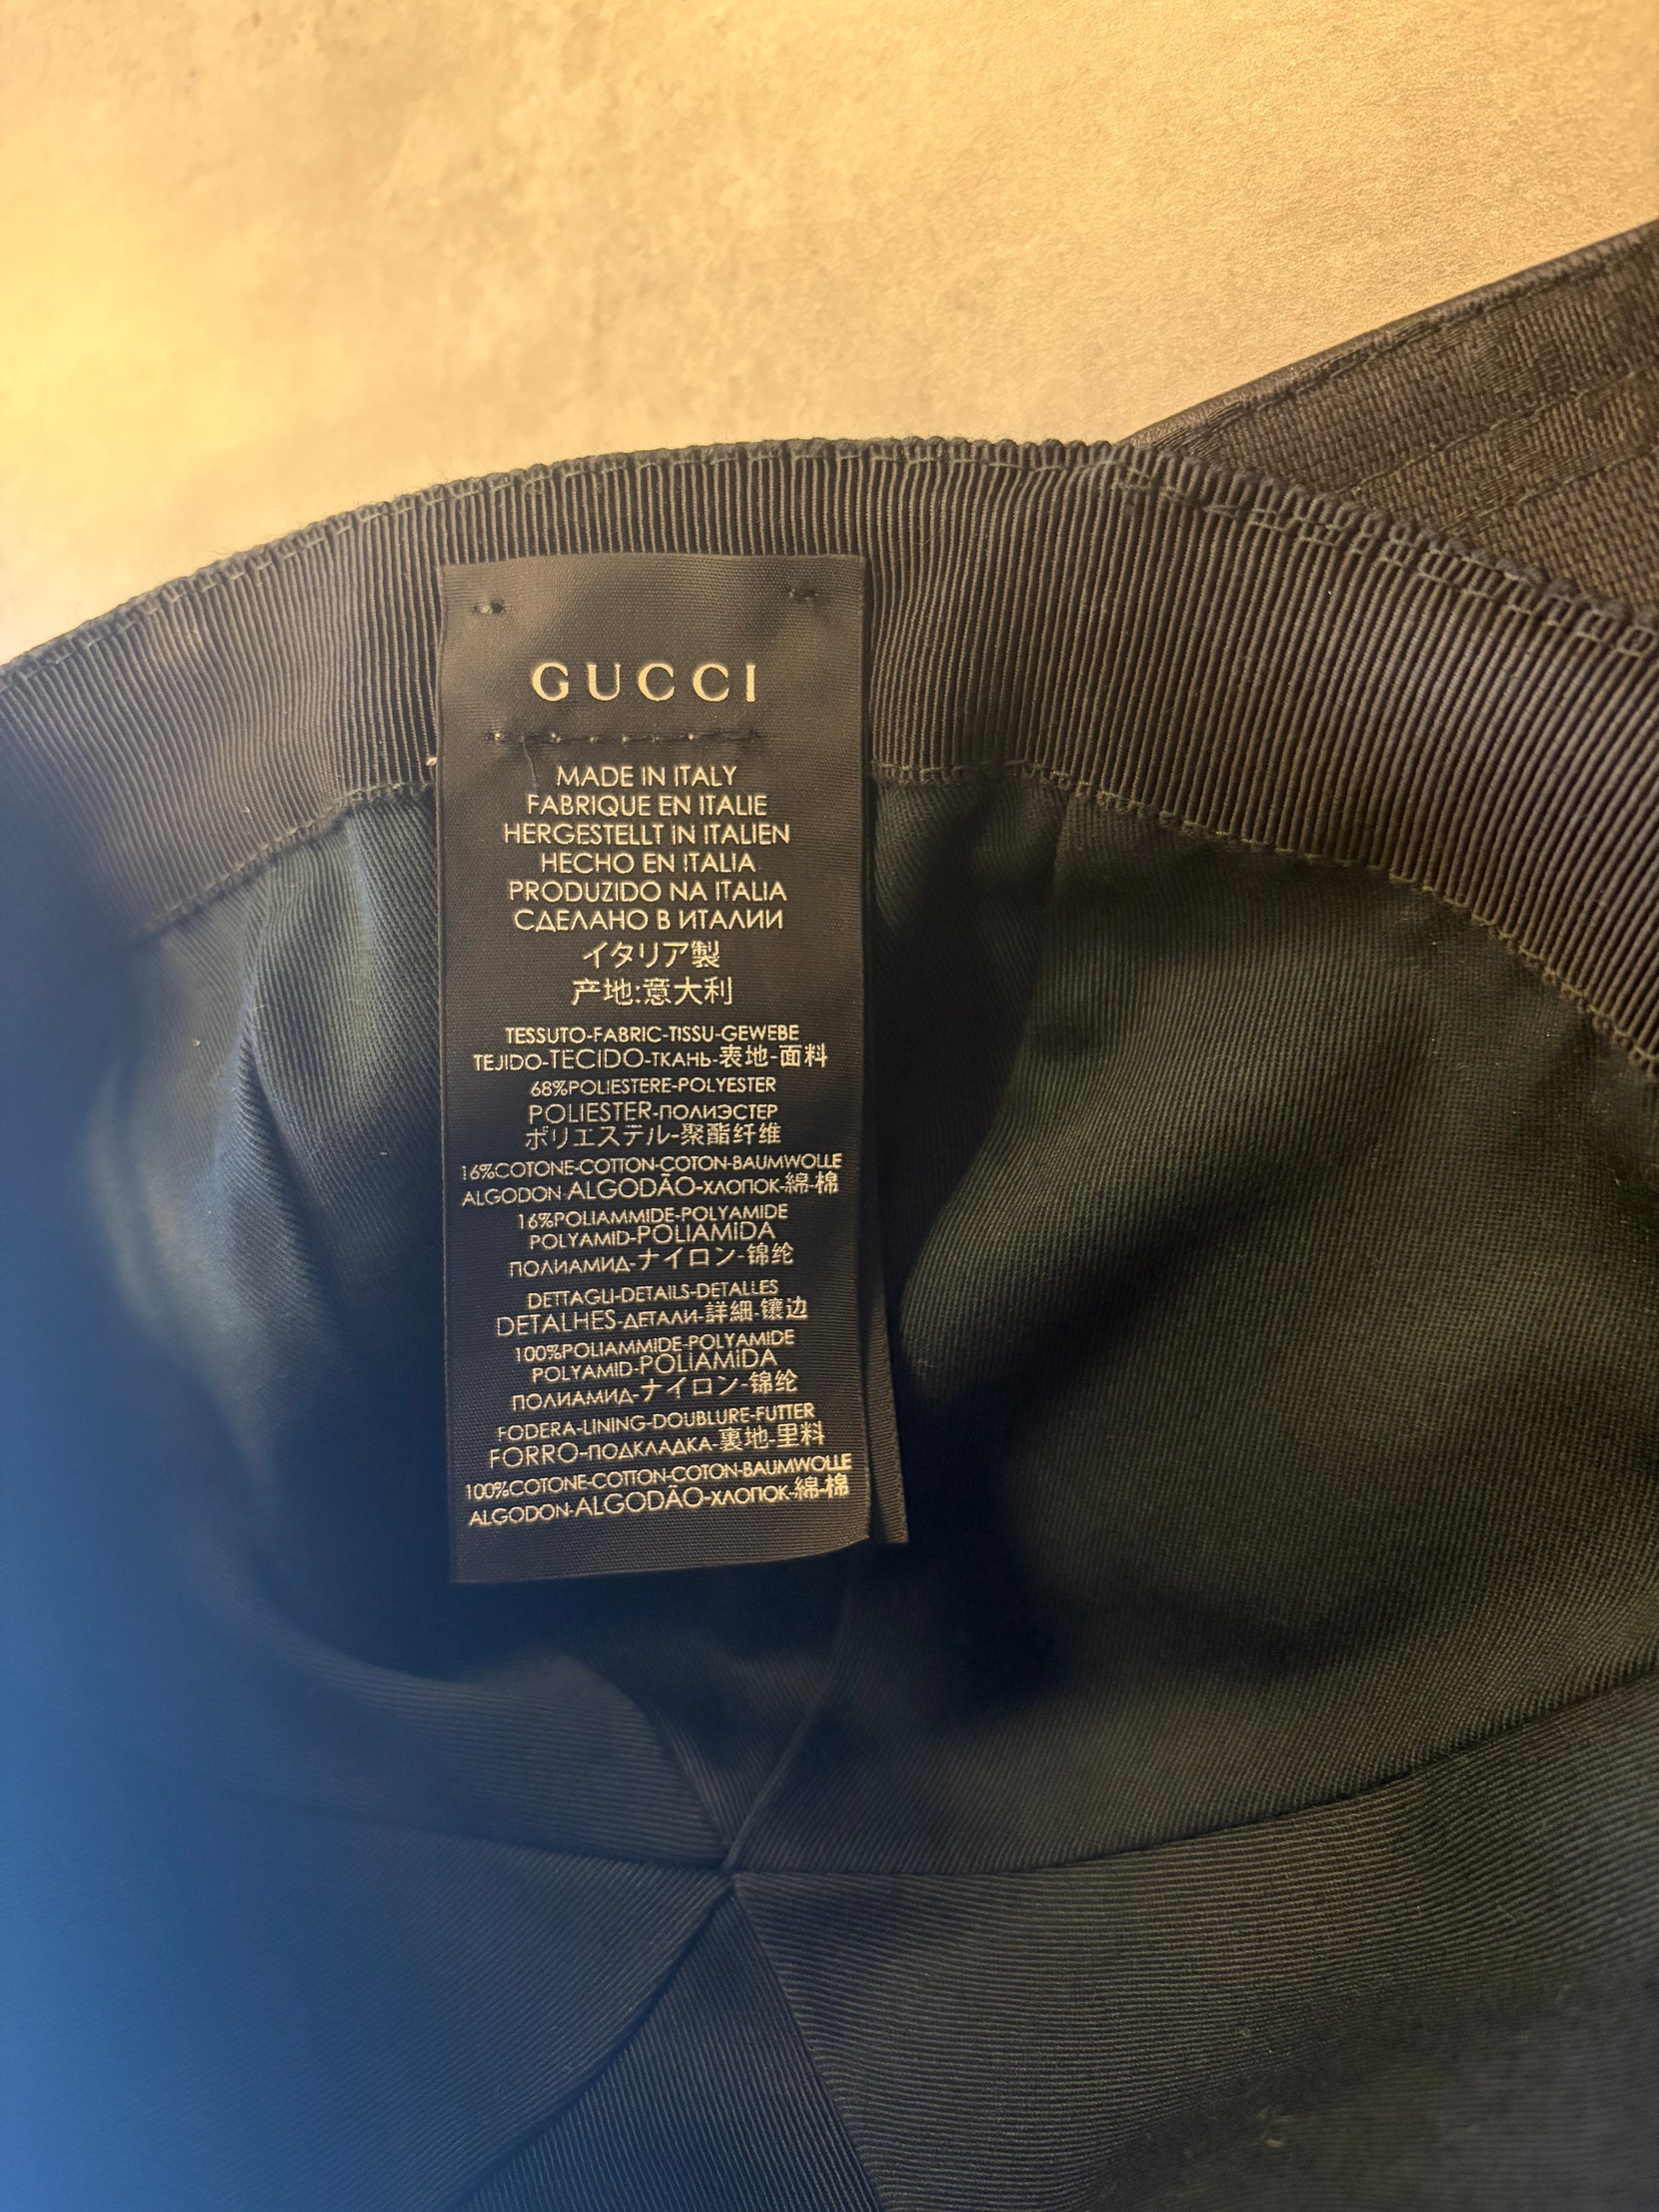 GUCCI
MADE IN ITALY
FABRIQUE EN ITALIE
HERGESTELLT IN ITALIEN
HECHO EN ITALIA
PRODUZIDO NA ITALIA
СДЕЛАНО В ИТАЛИИ
イタリア製
产地:意大利
TESSUTO-FABRIC-TISSU-GEWEBE
TEJIDO-TECIDO-ТКАНЬ-表地-面料
68%POLIESTERE-POLYESTER
POLIESTER-ПОЛИЭСТЕР
ポリエステル-聚酯纤维
16%COTONE-COTTON-COTON-BAUMWOLLE
ALGODON-ALGODÃO-ХЛОПОК-綿-棉
16%POLIAMMIDE-POLYAMIDE
POLYAMID-POLIAMIDA
ПОЛИАМИД-ナイロン-锦纶
DETTAGLI-DETAILS-DETALLES
DETALHES-ДЕТАЛИ-詳細-镶边
100%POLIAMMIDE-POLYAMIDE
POLYAMID-POLIAMIDA
ПОЛИАМИД-ナイロン-锦纶
FODERA-LINING-DOUBLURE-FUTTER
FORRO-ПОДКЛАДКА-裏地-里料
100%COTONE-COTTON-COTON-BAUMWOLLE
ALGODON-ALGODÃO-ХЛОПОК-綿-棉